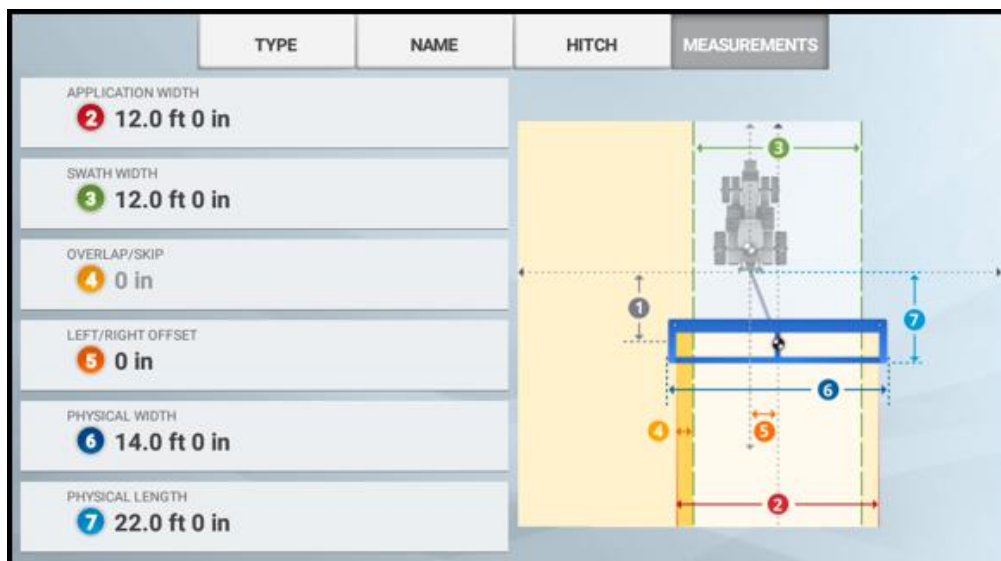 TYPE NAME HITCH MEASUREMENTS
APPLICATION WIDTH
2 12.0 ft 0 in
SWATH WIDTH
3 12.0 ft 0 in
OVERLAP/SKIP
4 0 in
LEFT/RIGHT OFFSET
5 0 in
PHYSICAL WIDTH
6 14.0 ft 0 in
PHYSICAL LENGTH
7 22.0 ft 0 in
3
1
7
6
4
5
2